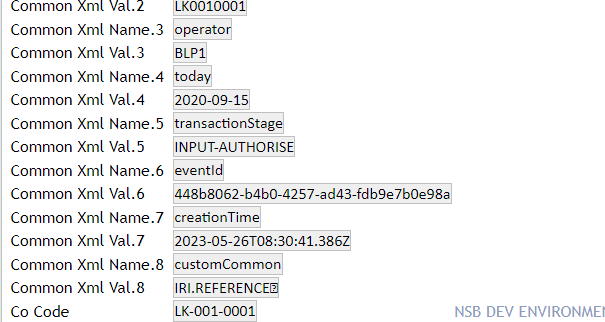 Common Xml Val.2 LK0010001
Common Xml Name.3 operator
Common Xml Val.3 BLP1
Common Xml Name.4 today
Common Xml Val.4 2020-09-15
Common Xml Name.5 transactionStage
Common Xml Val.5 INPUT-AUTHORISE
Common Xml Name.6 eventId
Common Xml Val.6 448b8062-b4b0-4257-ad43-fdb9e7b0e98a
Common Xml Name.7 creationTime
Common Xml Val.7 2023-05-26T08:30:41.386Z
Common Xml Name.8 customCommon
Common Xml Val.8 IRI.REFERENCE
Co Code LK-001-0001 NSB DEV ENVIRONME